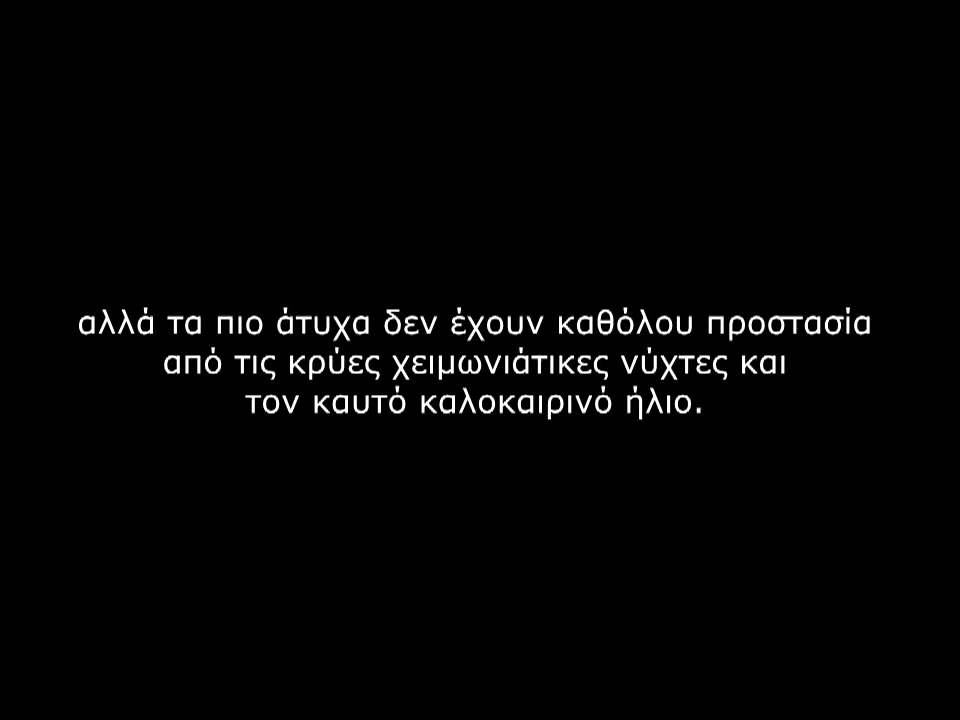 αλλά τα πιο άτυχα δεν έχουν καθόλου προστασία
από τις κρύες χειμωνιάτικες νύχτες και
τον καυτό καλοκαιρινό ήλιο.